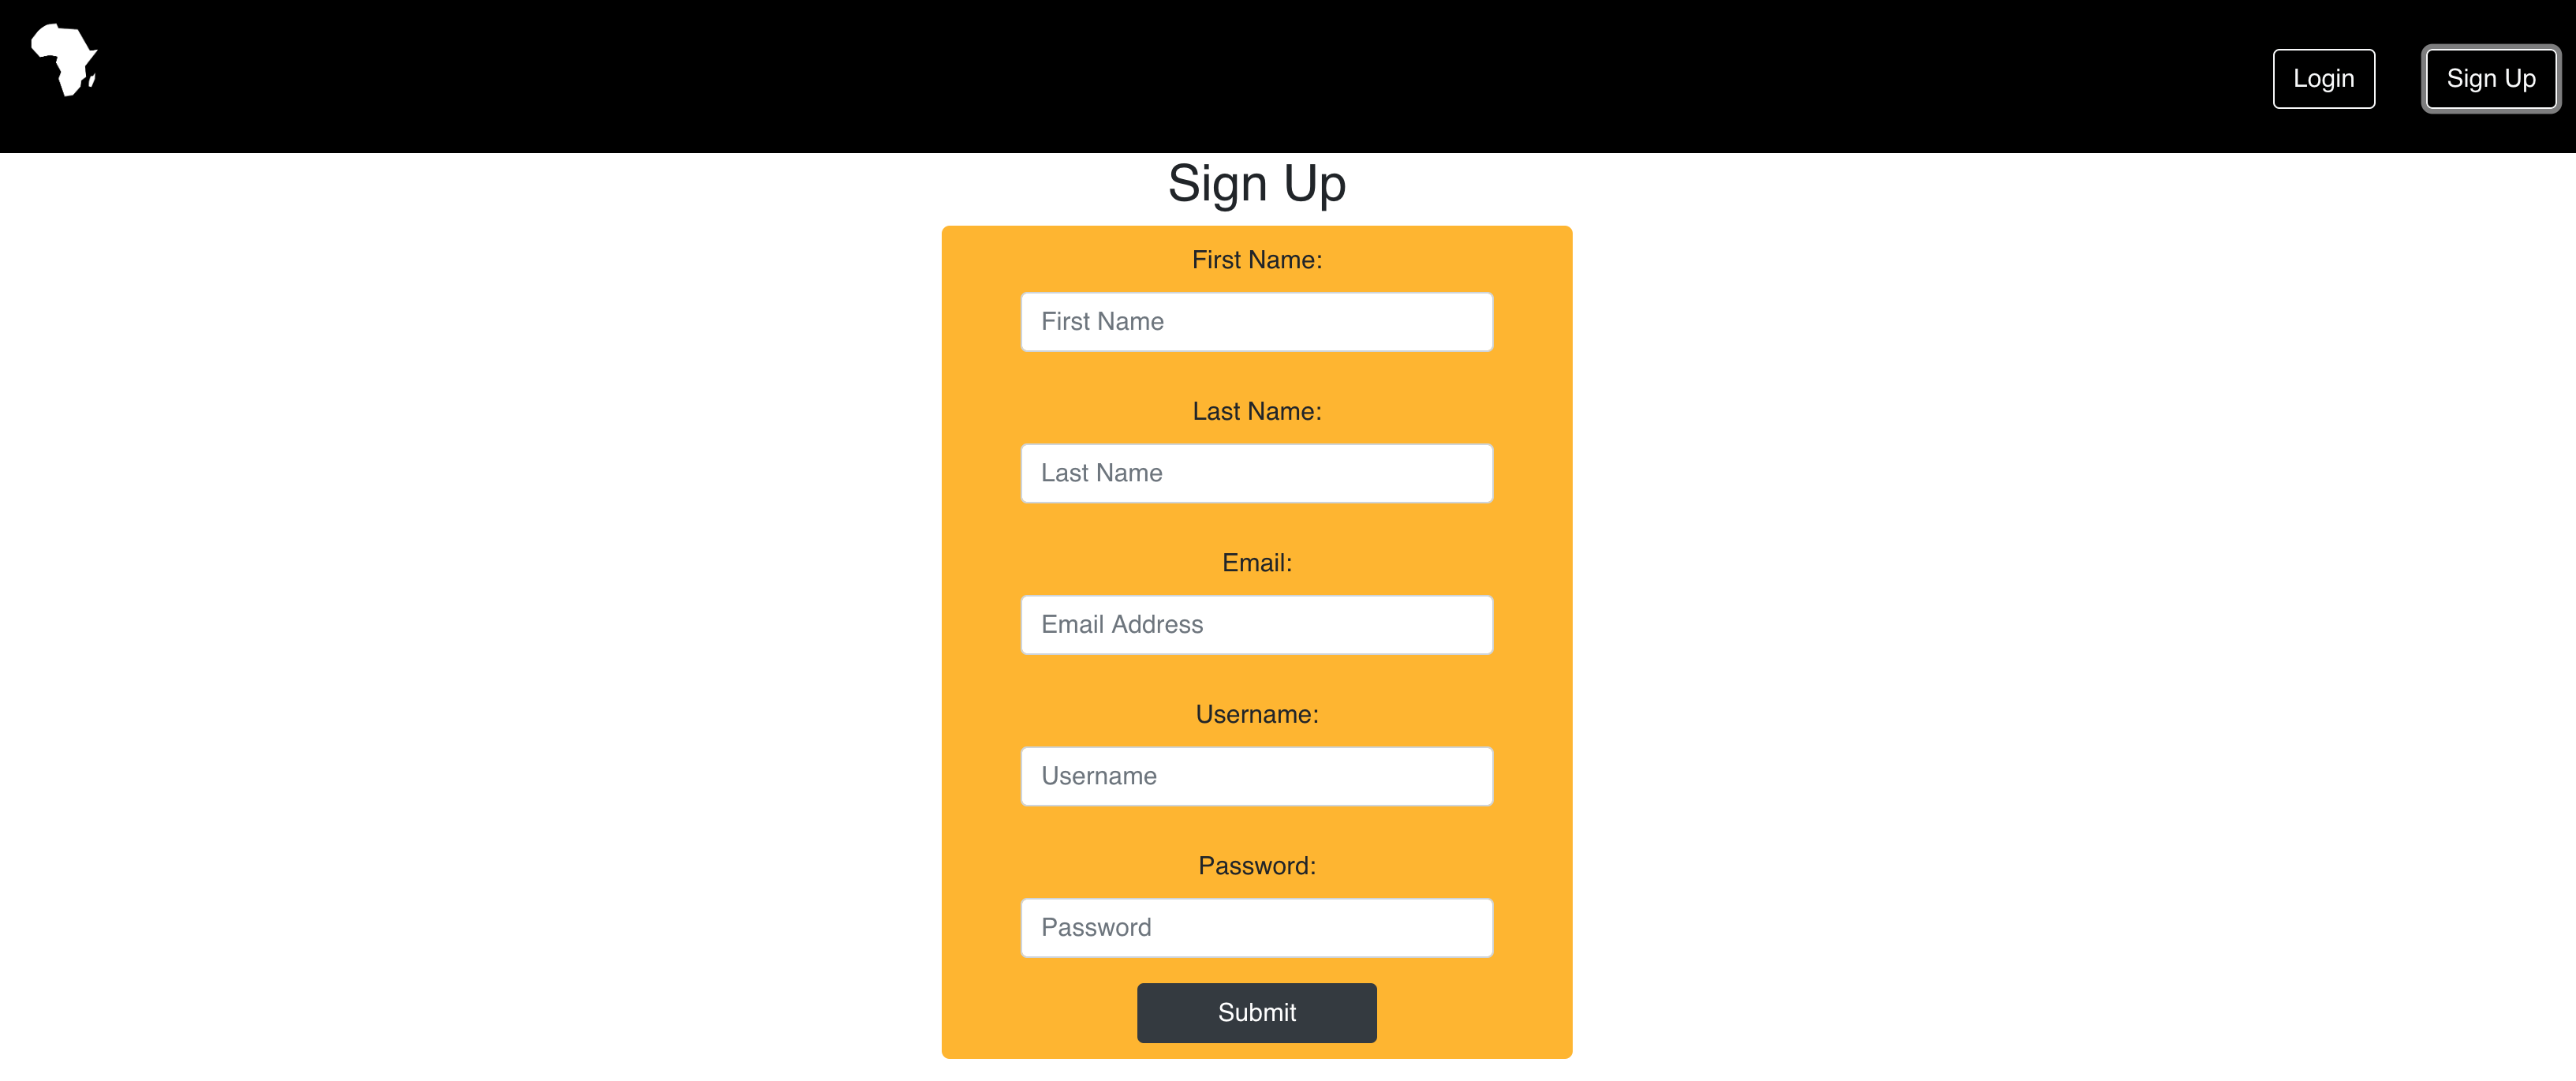 Login
Sign Up
Sign Up
First Name:
First Name
Last Name:
Last Name
Email:
Email Address
Username:
Username
Password:
Password
Submit